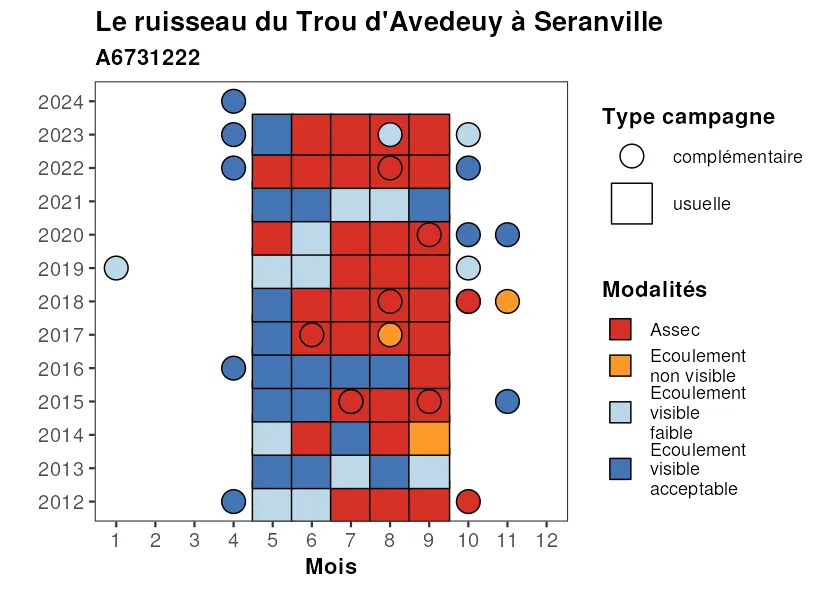 Le ruisseau du Trou d'Avedeuy à Seranville
A6731222
2024
2023
2022
2021
2020
2019
2018
2017
2016
2015
2014
2013
2012
1 2 3 4 5 6 7 8 9 10 11 12
Mois
Type campagne
complémentaire
usuelle
Modalités
Assec
Ecoulement
non visible
Ecoulement
visible
faible
Ecoulement
visible
acceptable